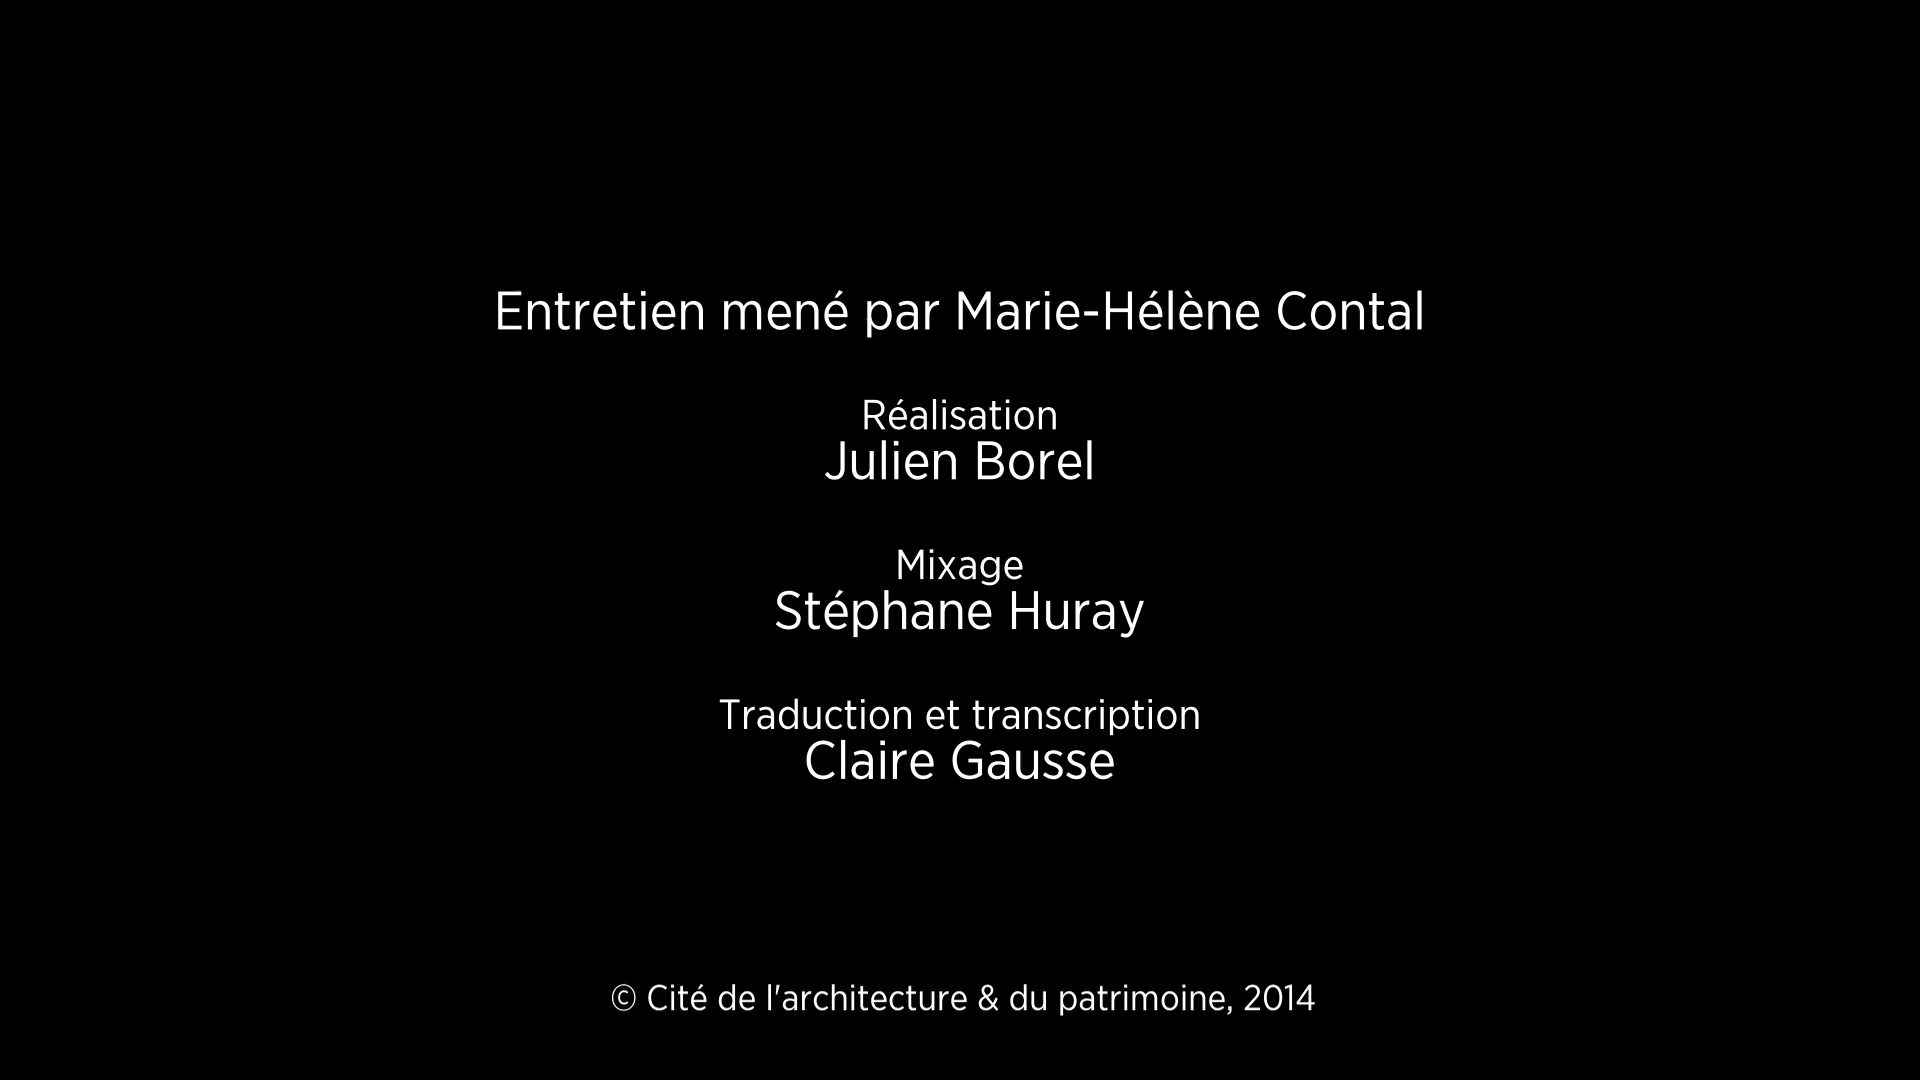 Entretien mené par Marie-Hélène Contal
Réalisation
Julien Borel
Mixage
Stéphane Huray
Traduction et transcription
Claire Gausse
© Cité de l'architecture & du patrimoine, 2014